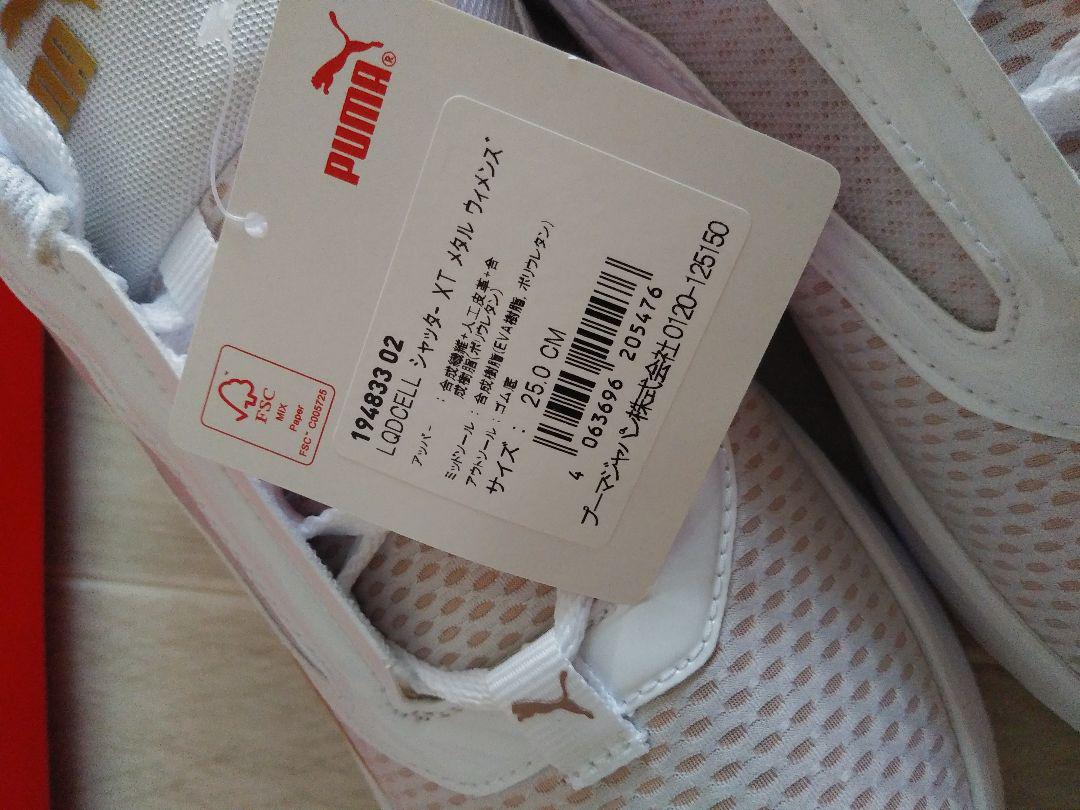 PUMA®
194833 02
LQDCELL シャッター XT メタル ウィメンズ
アッパー : 合成繊維+人工皮革+合
成樹脂(ポリウレタン)
ミッドソール : 合成樹脂(EVA樹脂, ポリウレタン)
アウトソール : ゴム底
サイズ : 25.0 CM
4 063696 205476
プーマジャパン株式会社 0120-125150
FSC
MIX
Paper
FSC® C005725